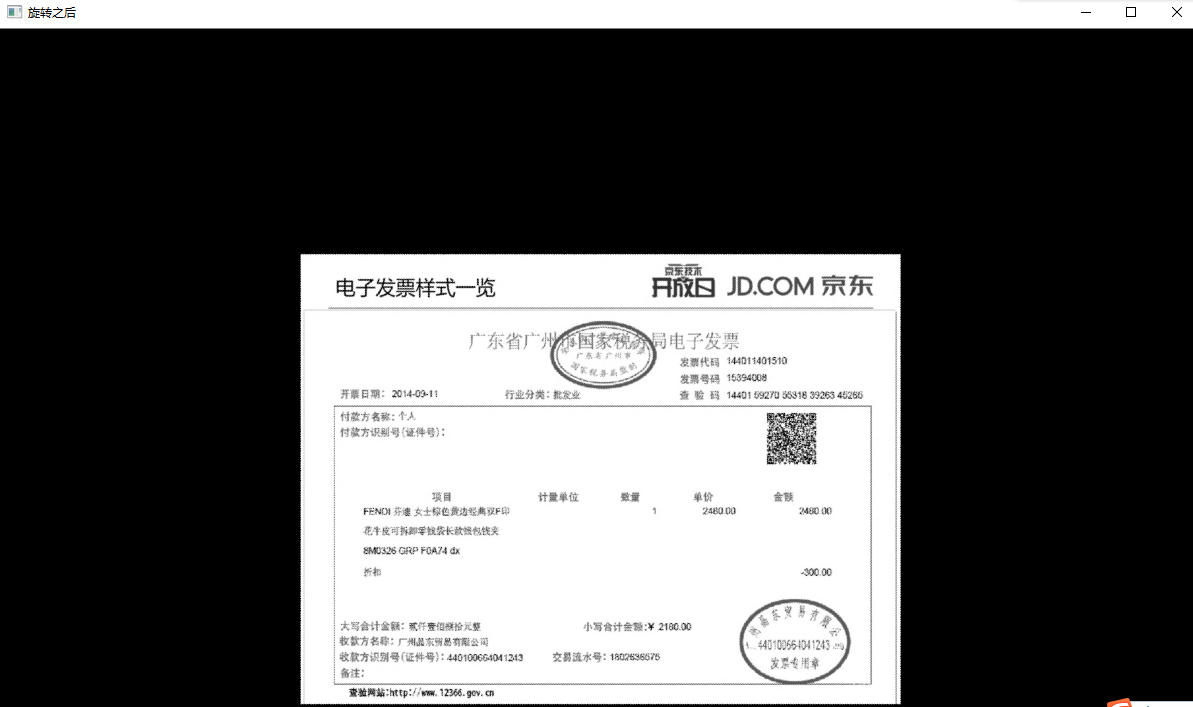 旋转之后
电子发票样式一览
京东技术
开放日 JD.COM 京东
广东省广州市国家税务局电子发票
广东省广州市
国家税务局监制
发票代码 144011401510
发票号码 15394008
开票日期: 2014-09-11 行业分类: 批发业 查 验 码 14401 59270 55318 39263 45265
付款方名称: 个人
付款方识别号(证件号):
项目 计量单位 数量 单价 金额
FENDI 芬迪 女士棕色黄边经典双F印 1 2480.00 2480.00
花牛皮可拆卸零钱袋长款钱包钱夹
8M0326 GRP F0A74 dx
折扣 -300.00
大写合计金额: 贰仟壹佰捌拾元整 小写合计金额:¥ 2180.00
收款方名称: 广州晶东贸易有限公司
收款方识别号(证件号): 440100664041243 交易流水号: 1802636575
备注:
广州晶东贸易有限公司
440100664041243
发票专用章
查验网站:http://www.12366.gov.cn